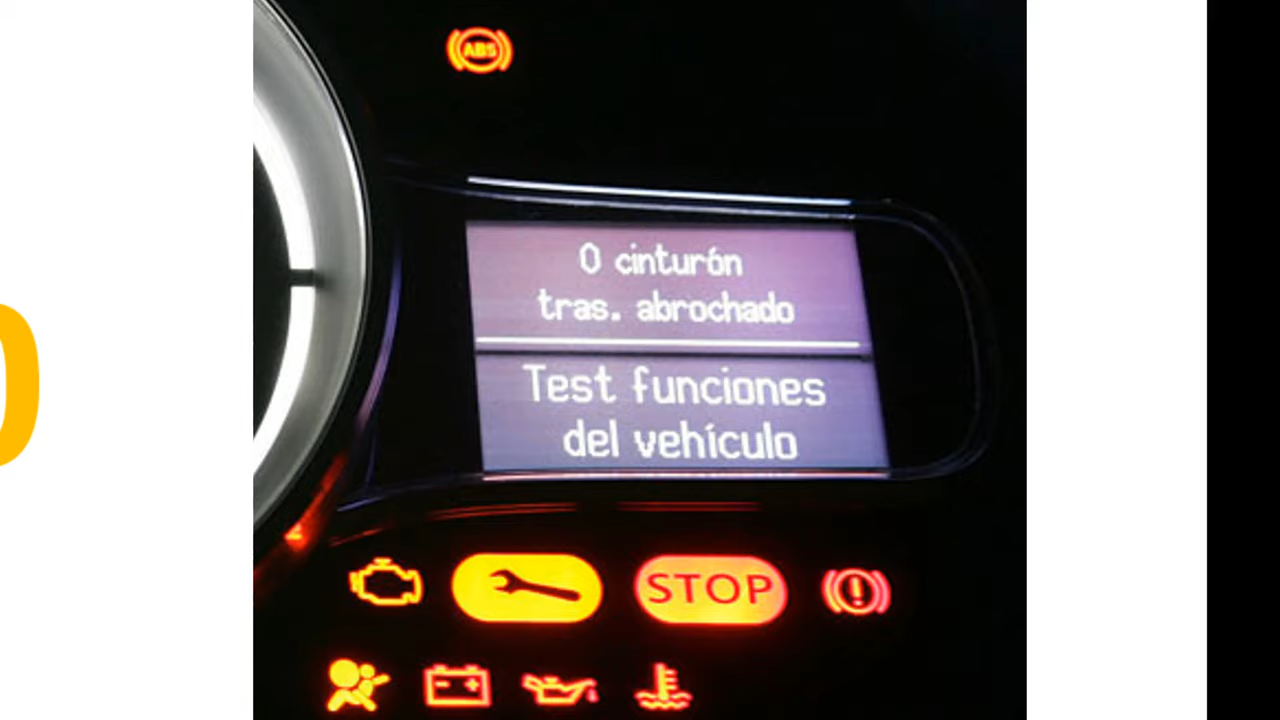 ABS
0 cinturón
tras. abrochado
Test funciones
del vehículo
STOP